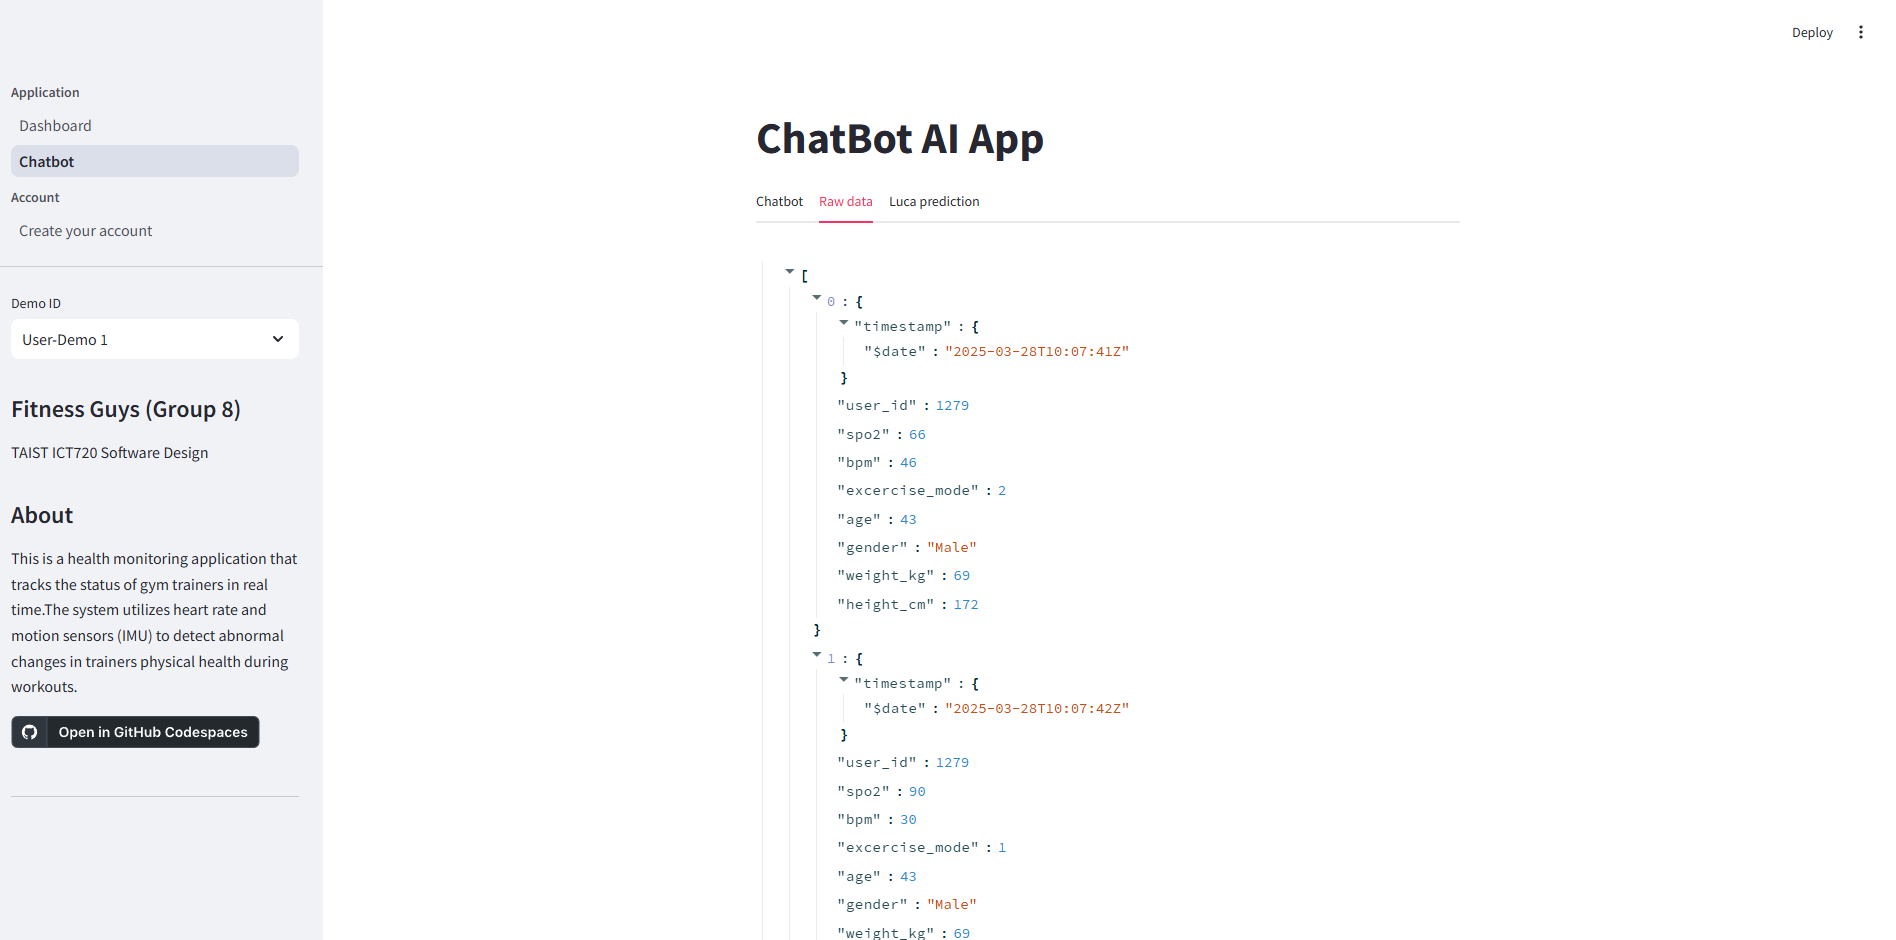 Deploy
Application
Dashboard
Chatbot
Account
Create your account
Demo ID
User-Demo 1
Fitness Guys (Group 8)
TAIST ICT720 Software Design
About
This is a health monitoring application that
tracks the status of gym trainers in real
time.The system utilizes heart rate and
motion sensors (IMU) to detect abnormal
changes in trainers physical health during
workouts.
Open in GitHub Codespaces
ChatBot AI App
Chatbot Raw data Luca prediction
[
0 : {
"timestamp" : {
"$date" : "2025-03-28T10:07:41Z"
}
"user_id" : 1279
"spo2" : 66
"bpm" : 46
"excercise_mode" : 2
"age" : 43
"gender" : "Male"
"weight_kg" : 69
"height_cm" : 172
}
1 : {
"timestamp" : {
"$date" : "2025-03-28T10:07:42Z"
}
"user_id" : 1279
"spo2" : 90
"bpm" : 30
"excercise_mode" : 1
"age" : 43
"gender" : "Male"
"weight_kg" : 69